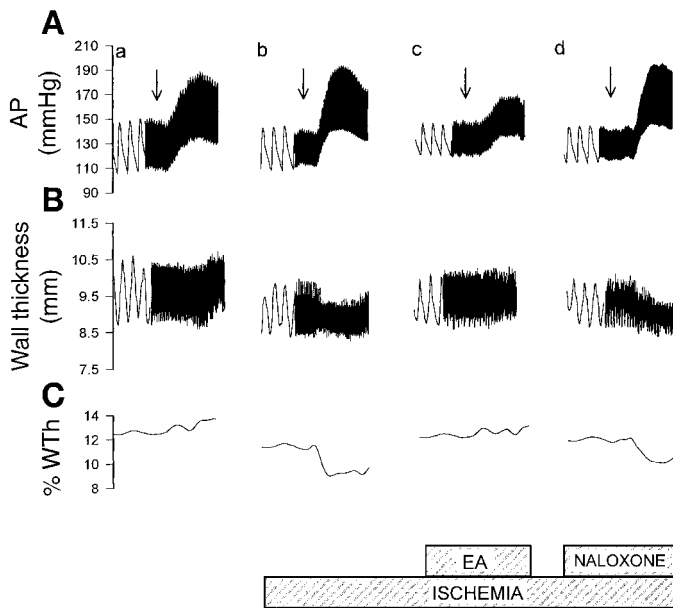 A
a
b
c
d
AP
(mmHg)
210
190
170
150
130
110
90
B
Wall thickness
(mm)
11.5
10.5
9.5
8.5
7.5
C
% WTh
14
12
10
8
EA
NALOXONE
ISCHEMIA